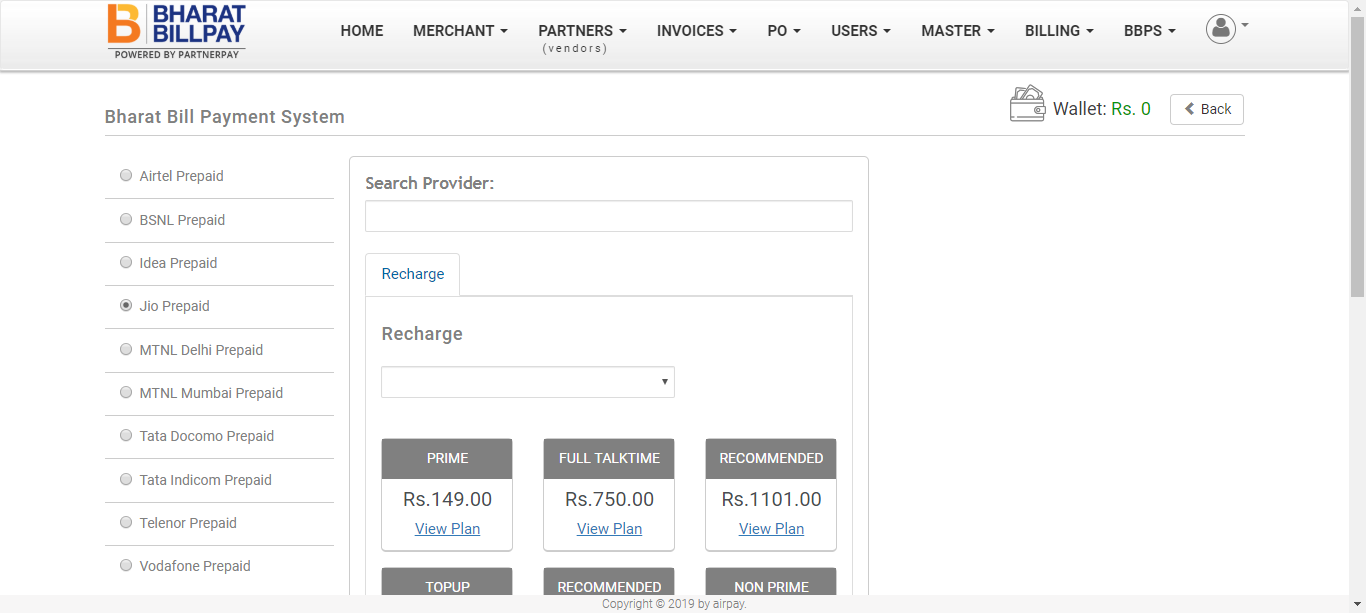 BHARAT
BILLPAY
POWERED BY PARTNERPAY
HOME MERCHANT PARTNERS INVOICES PO USERS MASTER BILLING BBPS
(vendors)
Bharat Bill Payment System
Wallet: Rs. 0
Back
Airtel Prepaid
BSNL Prepaid
Idea Prepaid
Jio Prepaid
MTNL Delhi Prepaid
MTNL Mumbai Prepaid
Tata Docomo Prepaid
Tata Indicom Prepaid
Telenor Prepaid
Vodafone Prepaid
Search Provider:
Recharge
Recharge
PRIME FULL TALKTIME RECOMMENDED
Rs.149.00 Rs.750.00 Rs.1101.00
View Plan View Plan View Plan
TOPUP RECOMMENDED NON PRIME
Copyright © 2019 by airpay.